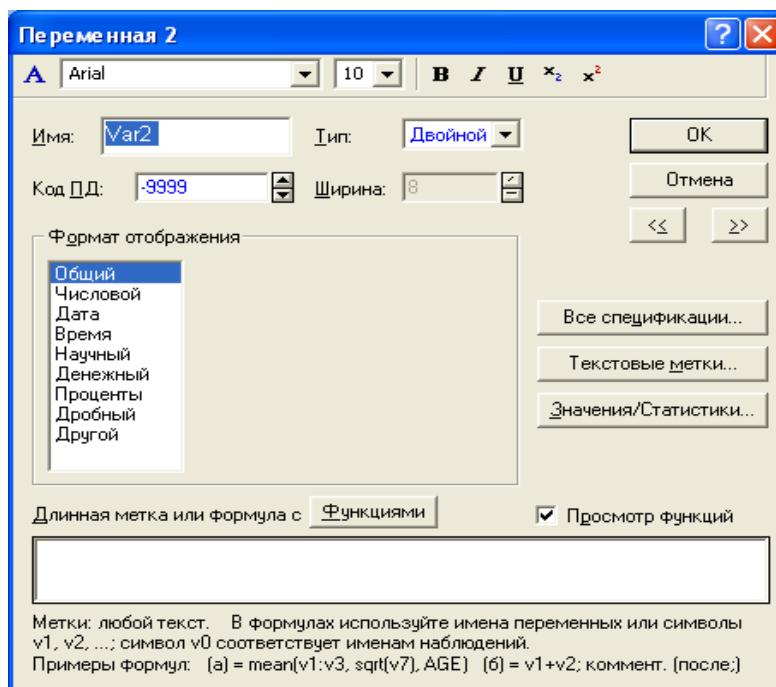 Переменная 2
A Arial 10 B I U x₂ x²
Имя: Var2 Тип: Двойной OK
Код ПД: -9999 Ширина: 8 Отмена
<< >>
Формат отображения
Общий
Числовой
Дата
Время
Научный
Денежный
Проценты
Дробный
Другой
Все спецификации...
Текстовые метки...
Значения/Статистики...
Длинная метка или формула с Функциями Просмотр функций
Метки: любой текст. В формулах используйте имена переменных или символы
v1, v2, ...; символ v0 соответствует именам наблюдений.
Примеры формул: (а) = mean(v1:v3, sqrt(v7), AGE) (б) = v1+v2; коммент. (после;)